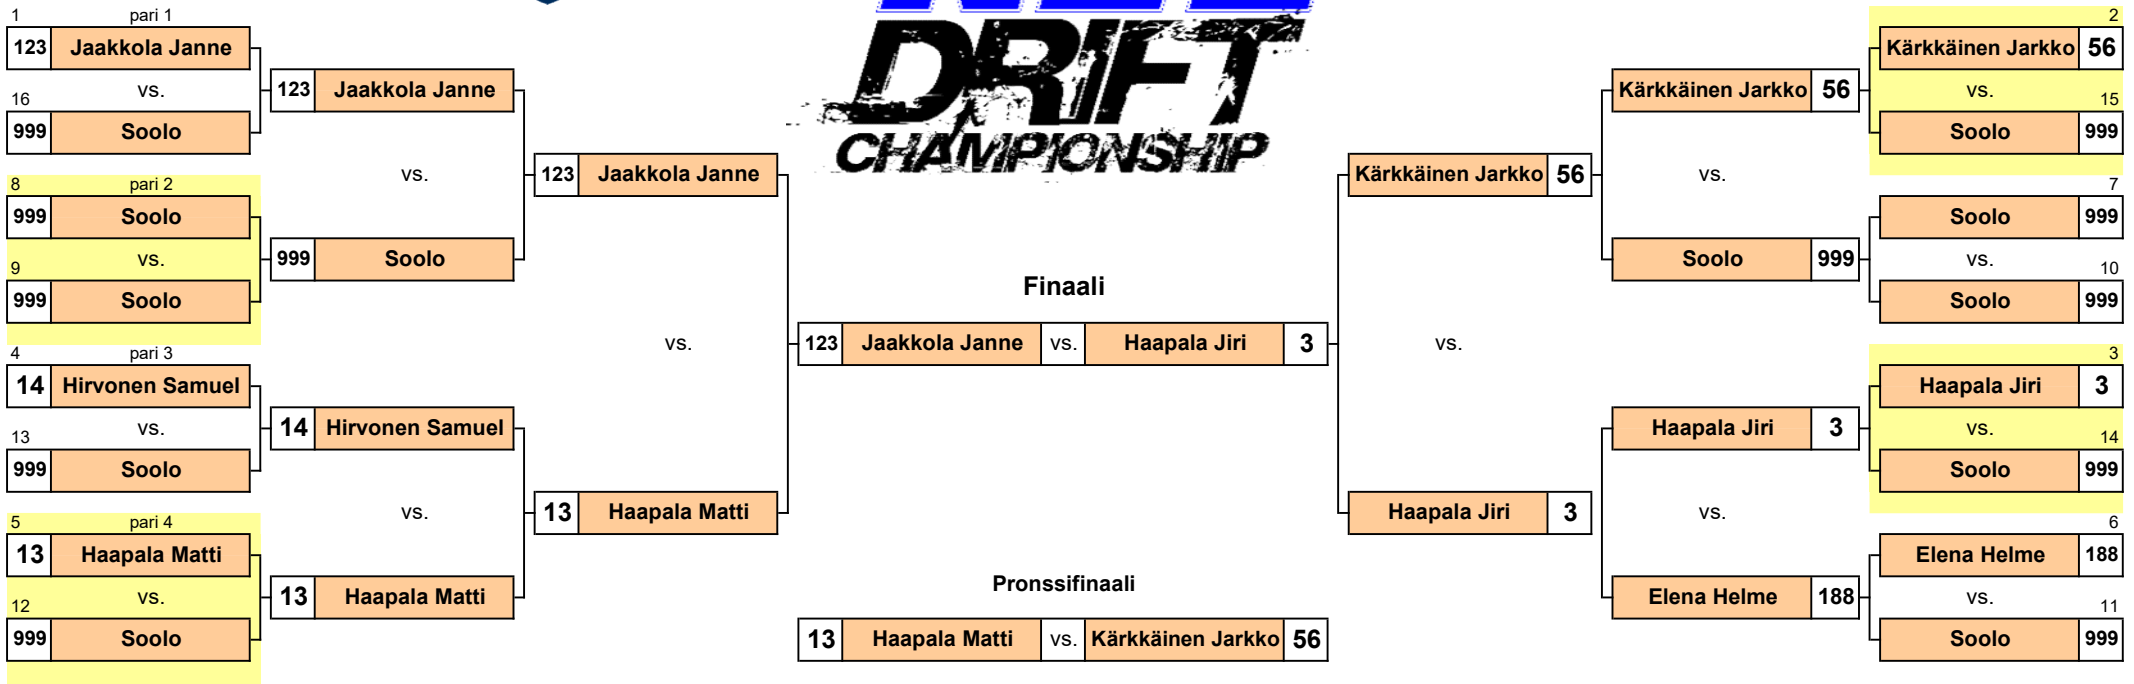 1 pari 1
123 Jaakkola Janne
vs.
16
999 Soolo
8 pari 2
999 Soolo
vs.
9
999 Soolo
4 pari 3
14 Hirvonen Samuel
vs.
13
999 Soolo
5 pari 4
13 Haapala Matti
vs.
12
999 Soolo
123 Jaakkola Janne
vs.
999 Soolo
14 Hirvonen Samuel
vs.
13 Haapala Matti
123 Jaakkola Janne
vs.
13 Haapala Matti
DRIFT
CHAMPIONSHIP
Finaali
123 Jaakkola Janne vs. Haapala Jiri 3
Pronssifinaali
13 Haapala Matti vs. Kärkkäinen Jarkko 56
Kärkkäinen Jarkko 56
vs.
Haapala Jiri 3
Kärkkäinen Jarkko 56
vs.
Soolo 999
Haapala Jiri 3
vs.
Elena Helme 188
2
Kärkkäinen Jarkko 56
vs.
15
Soolo 999
7
Soolo 999
vs.
10
Soolo 999
3
Haapala Jiri 3
vs.
14
Soolo 999
6
Elena Helme 188
vs.
11
Soolo 999